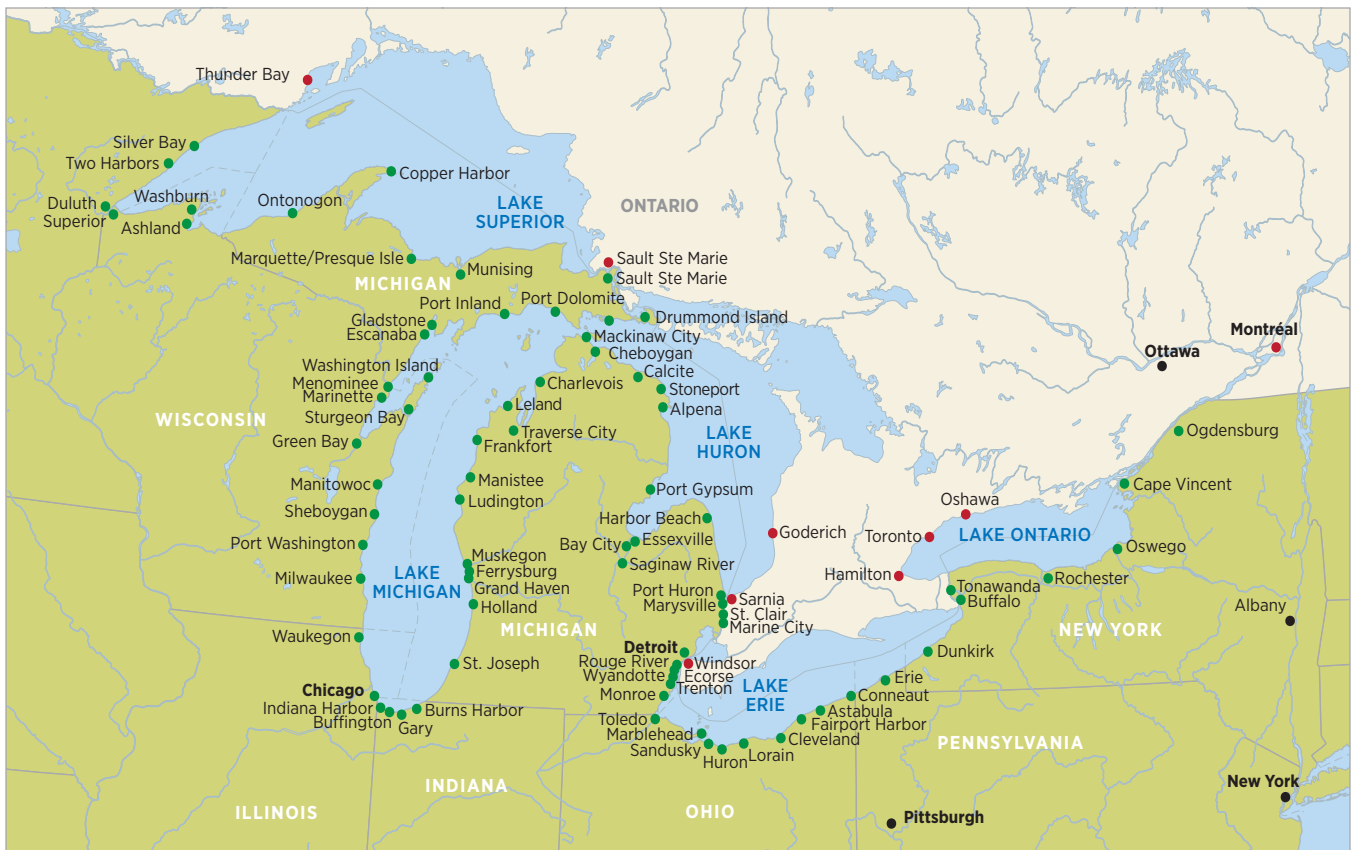 Thunder Bay
Silver Bay
Two Harbors
Copper Harbor
Duluth
Superior
Washburn
Ashland
Ontonogon
LAKE
SUPERIOR
ONTARIO
Marquette/Presque Isle
Munising
MICHIGAN
Sault Ste Marie
Sault Ste Marie
Port Inland
Port Dolomite
Drummond Island
Gladstone
Escanaba
Mackinaw City
Cheboygan
Washington Island
Menominee
Marinette
Charlevois
Calcite
Stoneport
Alpena
WISCONSIN
Sturgeon Bay
Leland
Traverse City
Green Bay
Frankfort
LAKE
HURON
Montréal
Ottawa
Ogdensburg
Manitowoc
Manistee
Sheboygan
Ludington
Port Gypsum
Cape Vincent
Harbor Beach
Oshawa
Goderich
Toronto
LAKE ONTARIO
Port Washington
Bay City
Essexville
Oswego
Saginaw River
Milwaukee
LAKE
MICHIGAN
Muskegon
Ferrysburg
Grand Haven
Hamilton
Tonawanda
Buffalo
Rochester
Holland
Port Huron
Marysville
Sarnia
St. Clair
Marine City
Albany
Waukegon
MICHIGAN
NEW YORK
Detroit
Rouge River
Windsor
Wyandotte
Ecorse
Trenton
Dunkirk
St. Joseph
Monroe
LAKE
ERIE
Erie
Conneaut
Chicago
Indiana Harbor
Buffington
Gary
Burns Harbor
Toledo
Marblehead
Sandusky
Huron
Lorain
Cleveland
Fairport Harbor
Astabula
PENNSYLVANIA
INDIANA
ILLINOIS
OHIO
Pittsburgh
New York